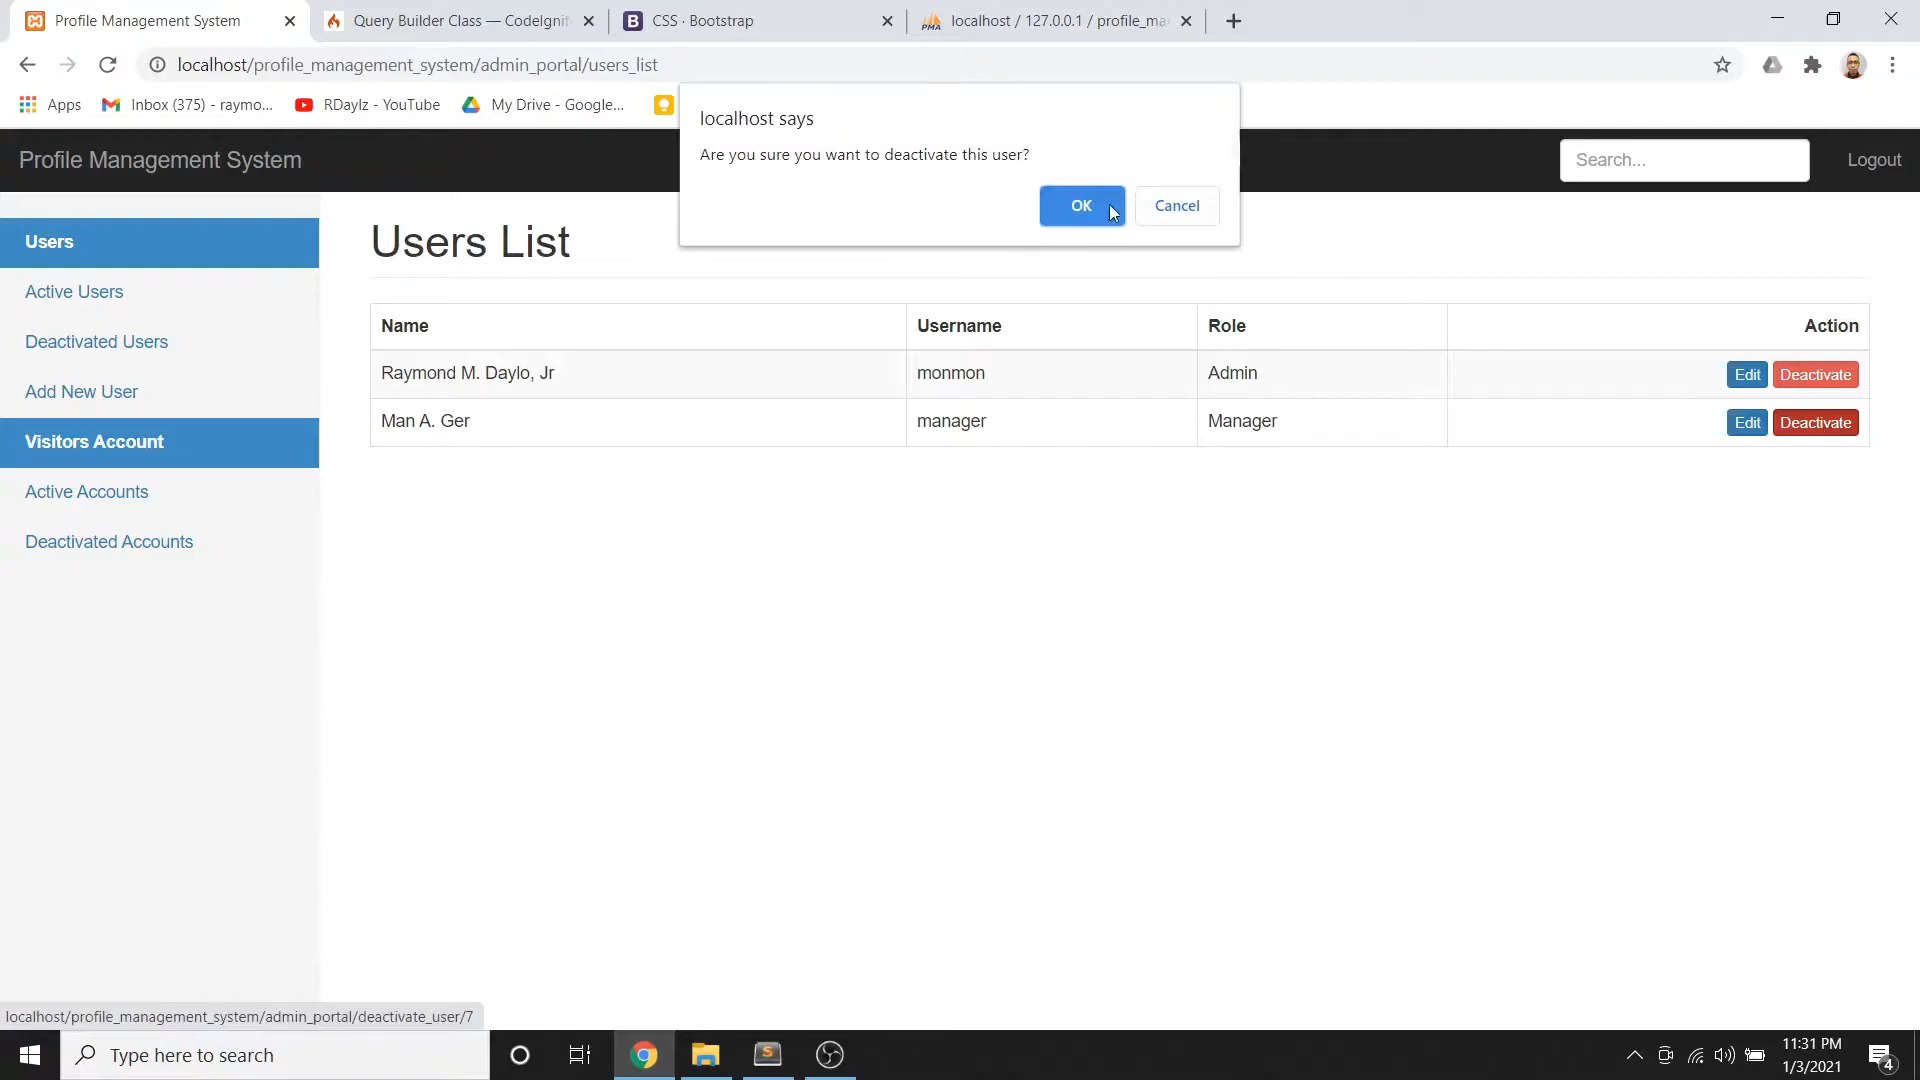 Profile Management System
Query Builder Class — CodeIgnit
CSS · Bootstrap
localhost / 127.0.0.1 / profile_ma
localhost/profile_management_system/admin_portal/users_list
Apps
Inbox (375) - raymo...
RDaylz - YouTube
My Drive - Google...
localhost says
Are you sure you want to deactivate this user?
OK
Cancel
Profile Management System
Search...
Logout
Users
Active Users
Deactivated Users
Add New User
Visitors Account
Active Accounts
Deactivated Accounts
Users List
Name Username Role Action
Raymond M. Daylo, Jr monmon Admin Edit Deactivate
Man A. Ger manager Manager Edit Deactivate
localhost/profile_management_system/admin_portal/deactivate_user/7
Type here to search
11:31 PM
1/3/2021
4